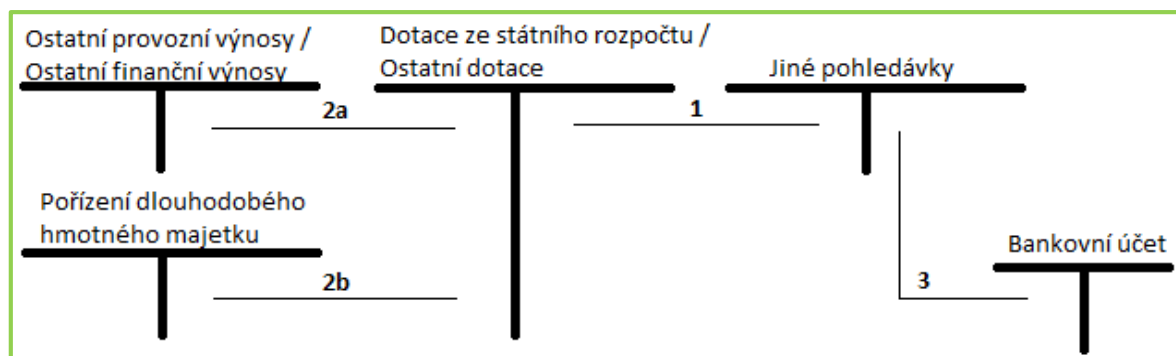 Ostatní provozní výnosy /
Ostatní finanční výnosy
Dotace ze státního rozpočtu /
Ostatní dotace
Jiné pohledávky
2a
1
Pořízení dlouhodobého
hmotného majetku
Bankovní účet
2b
3